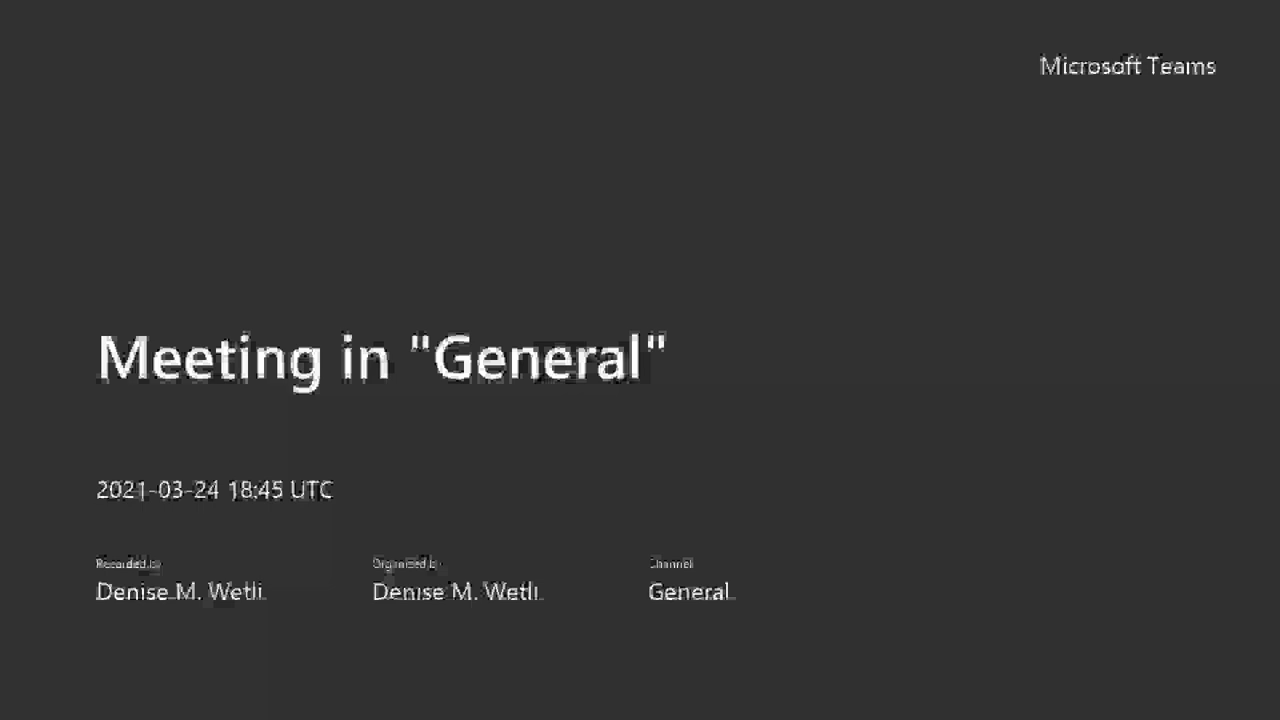 Microsoft Teams
Meeting in "General"
2021-03-24 18:45 UTC
Recorded by Organized by Channel
Denise M. Wetli Denise M. Wetli General